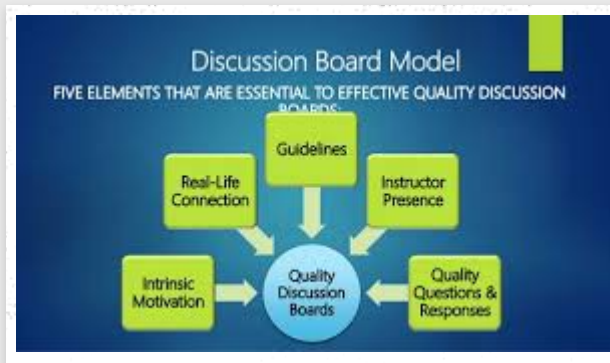 Discussion Board Model
FIVE ELEMENTS THAT ARE ESSENTIAL TO EFFECTIVE QUALITY DISCUSSION
BOARDS:
Guidelines
Real-Life
Connection
Instructor
Presence
Intrinsic
Motivation
Quality
Discussion
Boards
Quality
Questions &
Responses